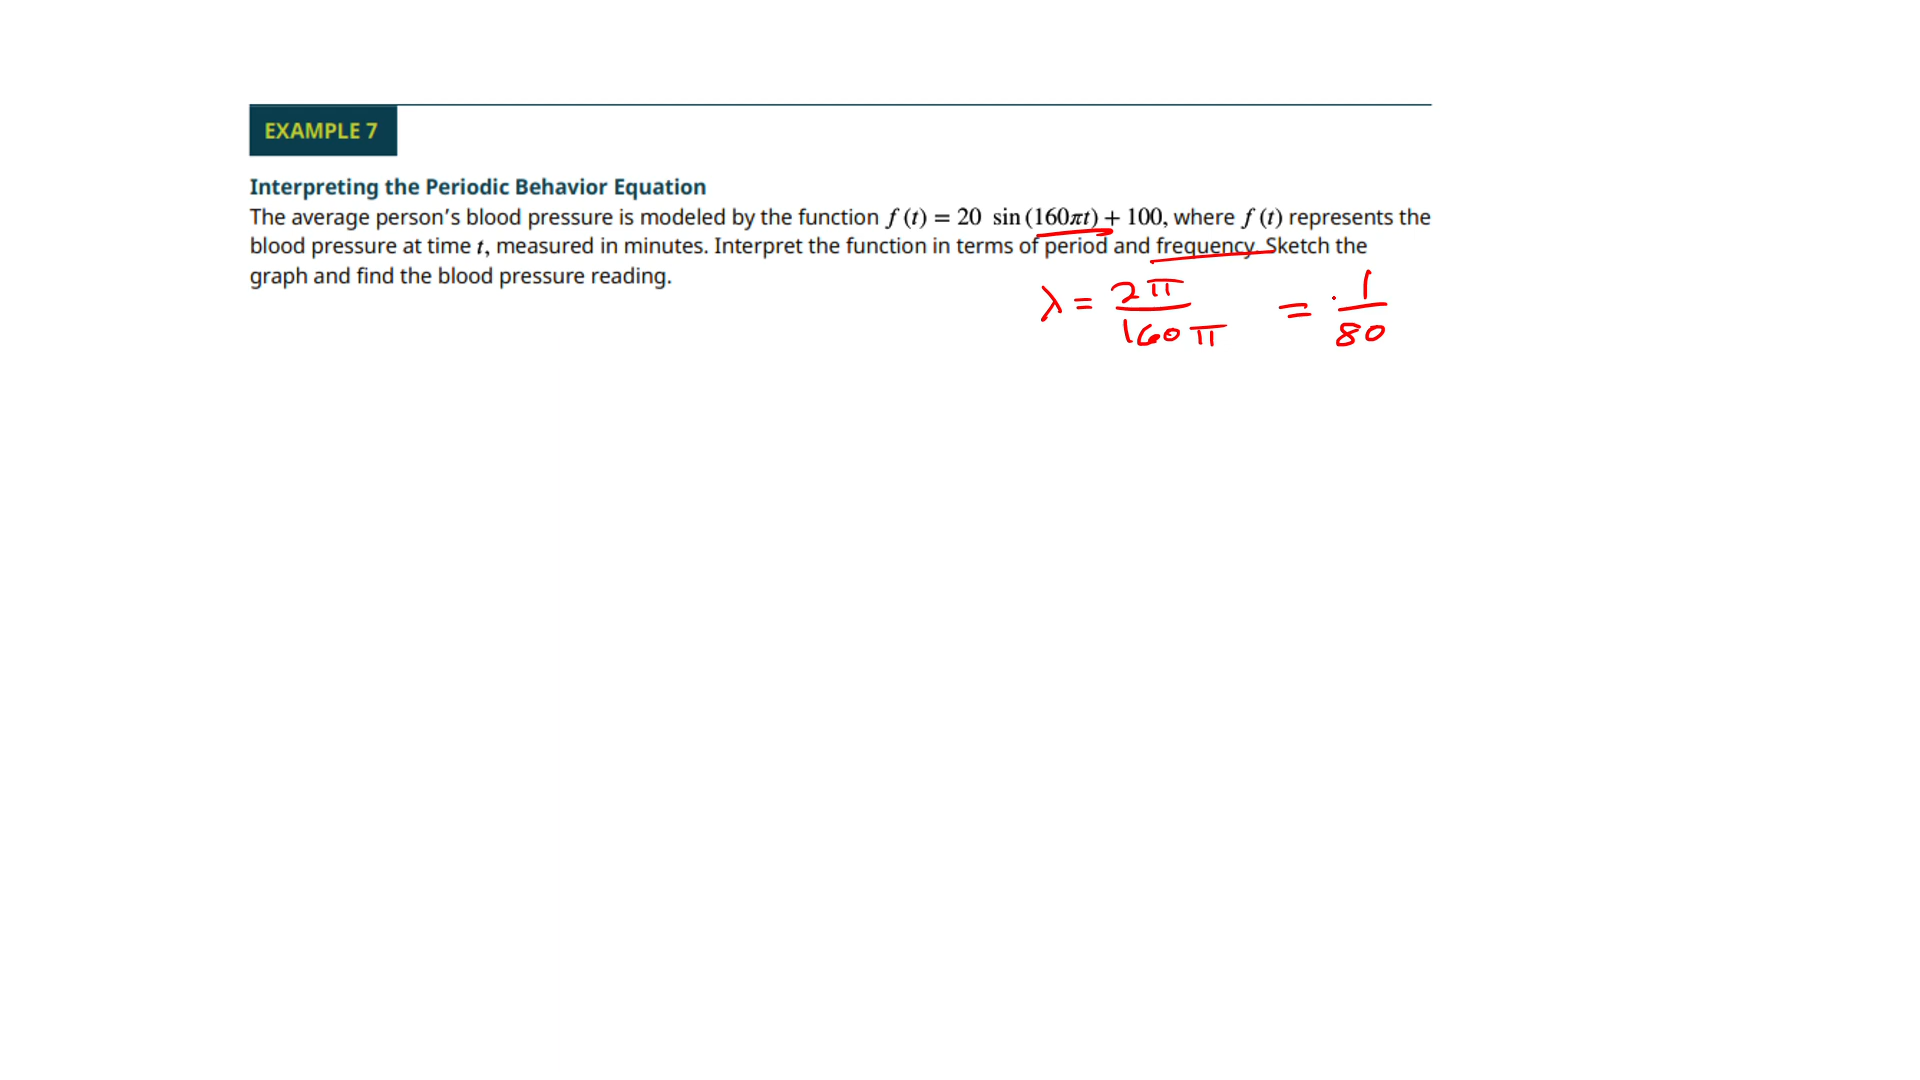 EXAMPLE 7
Interpreting the Periodic Behavior Equation
The average person's blood pressure is modeled by the function f (t) = 20 sin (160πt) + 100, where f (t) represents the
blood pressure at time t, measured in minutes. Interpret the function in terms of period and frequency. Sketch the
graph and find the blood pressure reading.
λ = 2π / 160π = 1 / 80